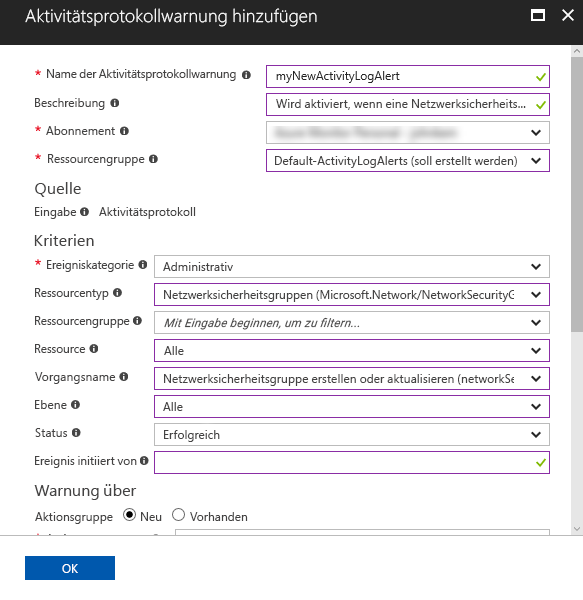 Aktivitätsprotokollwarnung hinzufügen
* Name der Aktivitätsprotokollwarnung myNewActivityLogAlert
Beschreibung Wird aktiviert, wenn eine Netzwerksicherheits...
* Abonnement
* Ressourcengruppe Default-ActivityLogAlerts (soll erstellt werden)
Quelle
Eingabe Aktivitätsprotokoll
Kriterien
* Ereigniskategorie Administrativ
Ressourcentyp Netzwerksicherheitsgruppen (Microsoft.Network/NetworkSecurityG
Ressourcengruppe Mit Eingabe beginnen, um zu filtern...
Ressource Alle
Vorgangsname Netzwerksicherheitsgruppe erstellen oder aktualisieren (networkSe
Ebene Alle
Status Erfolgreich
Ereignis initiiert von
Warnung über
Aktionsgruppe Neu Vorhanden
OK